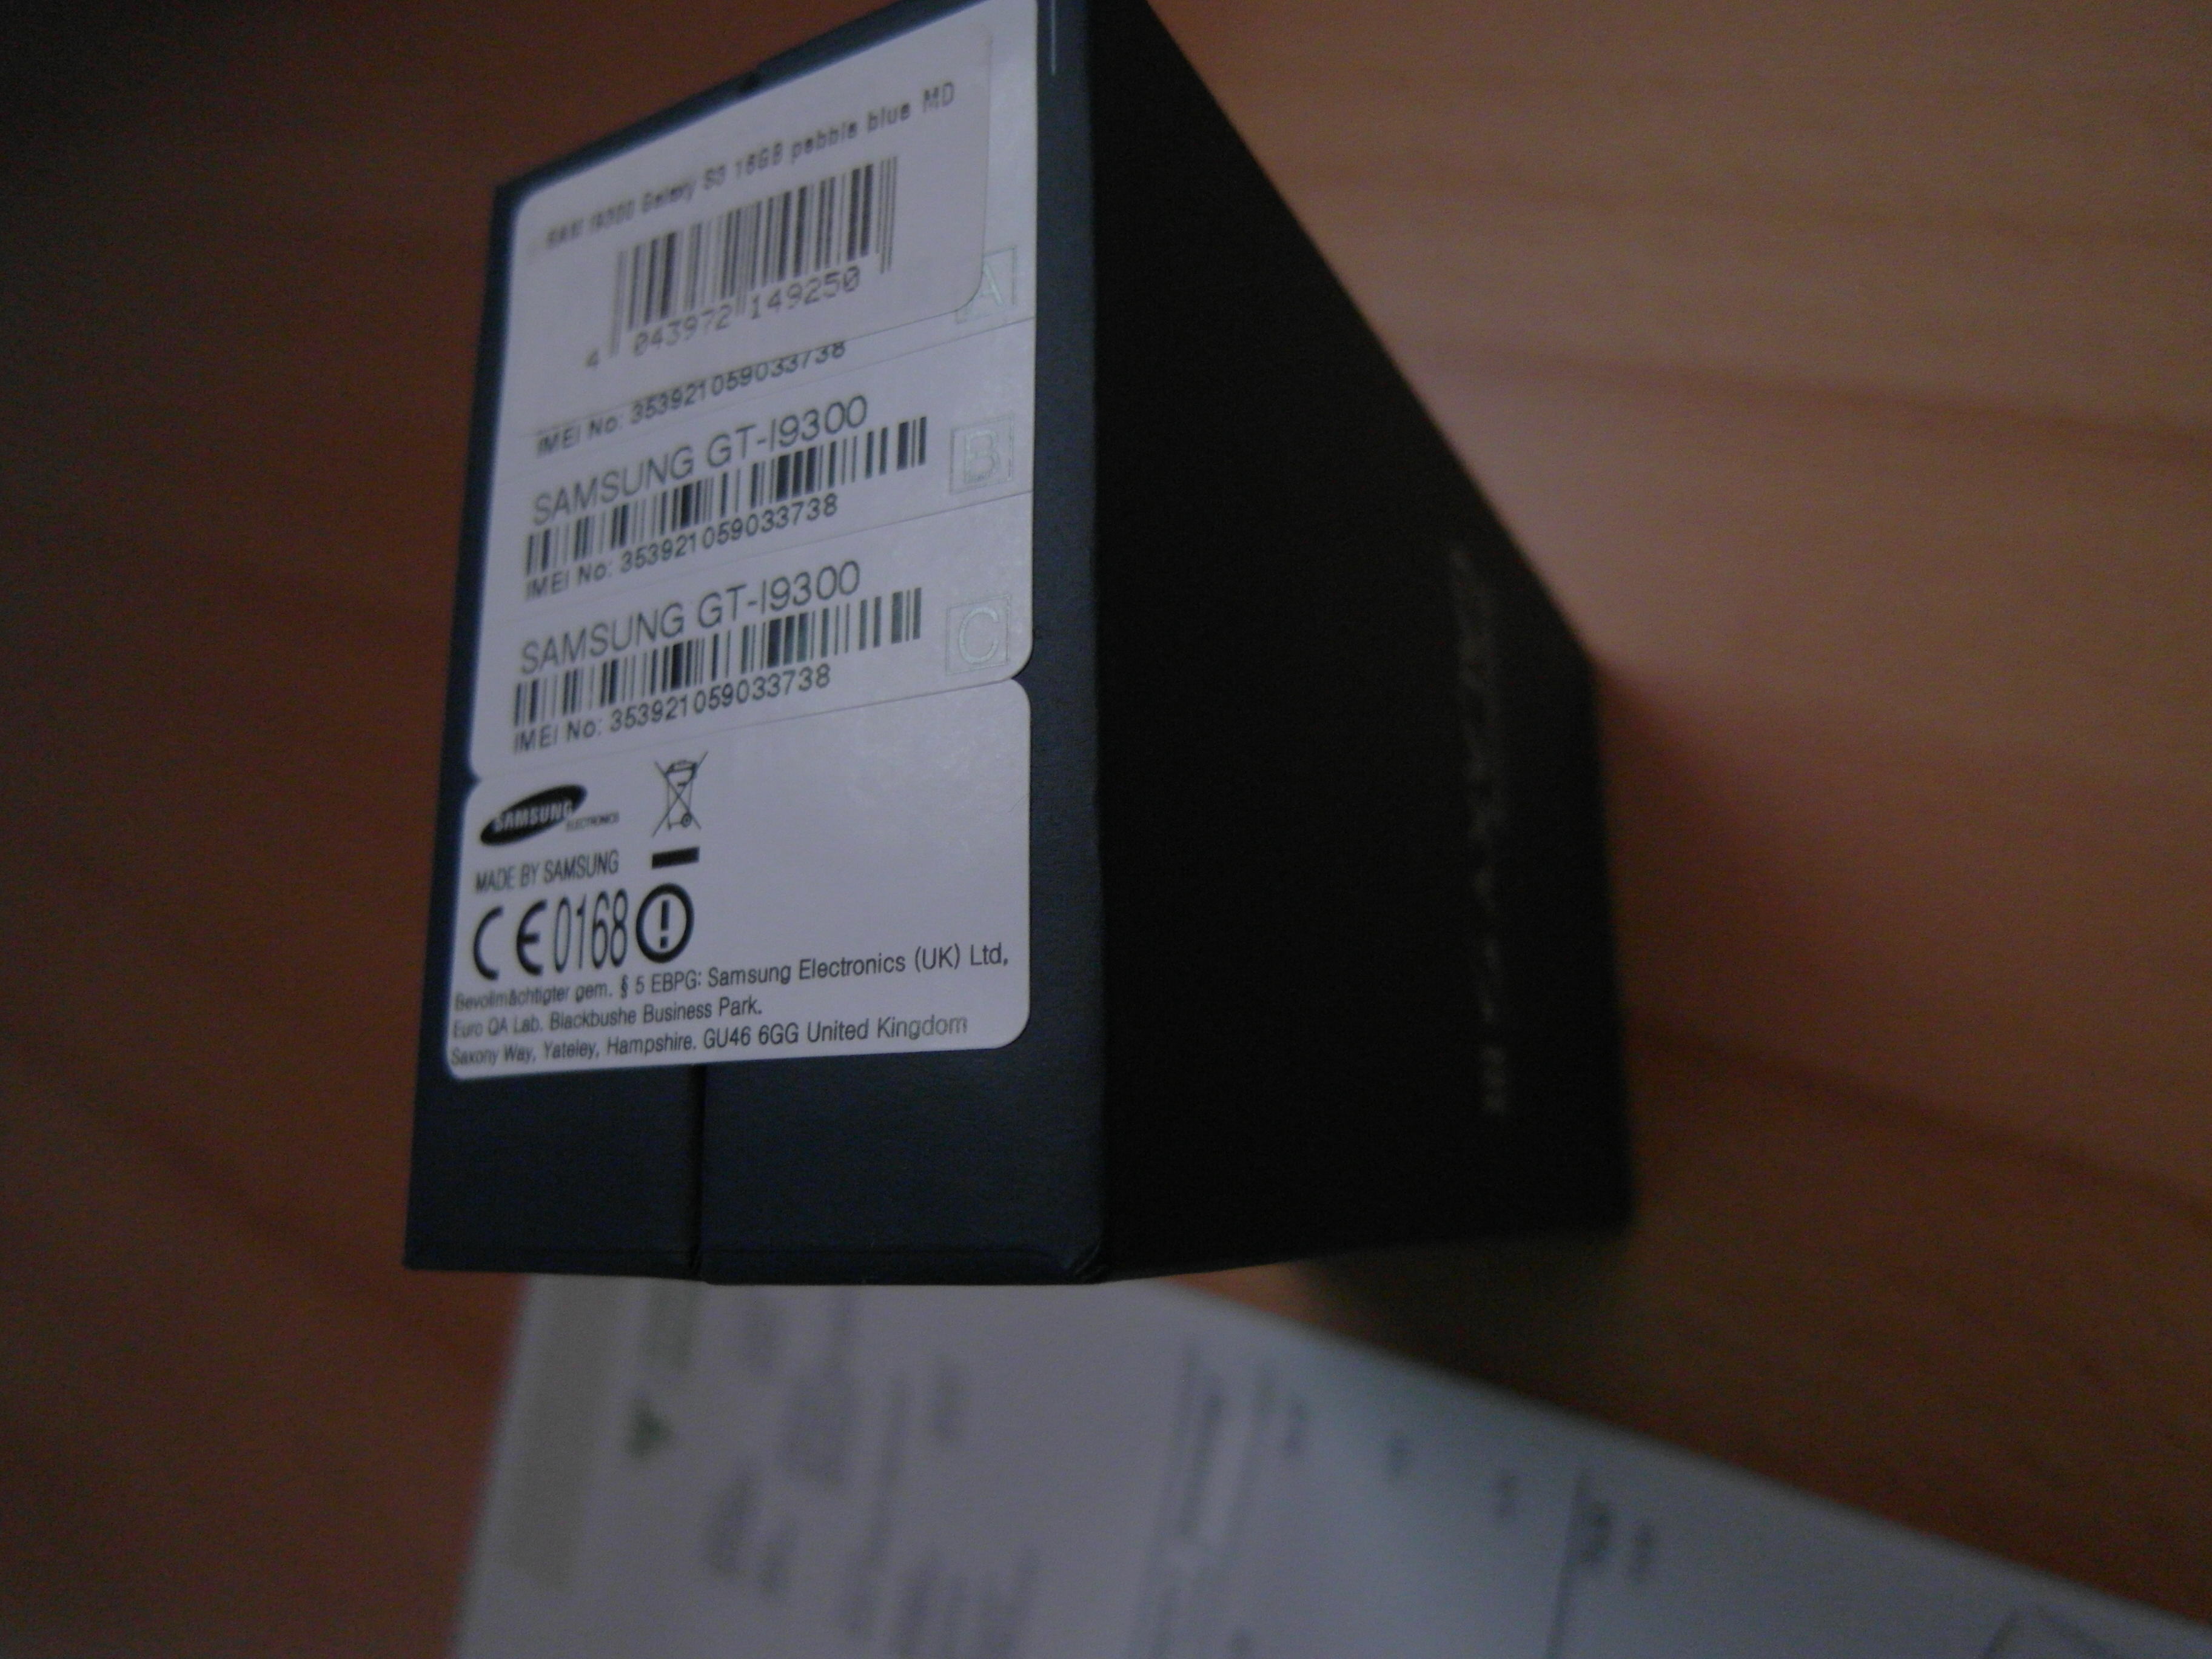 I9300 Galaxy S3 16GB pebble blue MD
4 043972 149250
A
IMEI No: 353921059033738
SAMSUNG GT-I9300
B
IMEI No: 353921059033738
SAMSUNG GT-I9300
C
IMEI No: 353921059033738
SAMSUNG
ELECTRONICS
MADE BY SAMSUNG
CE0168
Bevollmächtigter gem. § 5 EBPG: Samsung Electronics (UK) Ltd,
Euro QA Lab. Blackbushe Business Park.
Saxony Way, Yateley, Hampshire. GU46 6GG United Kingdom